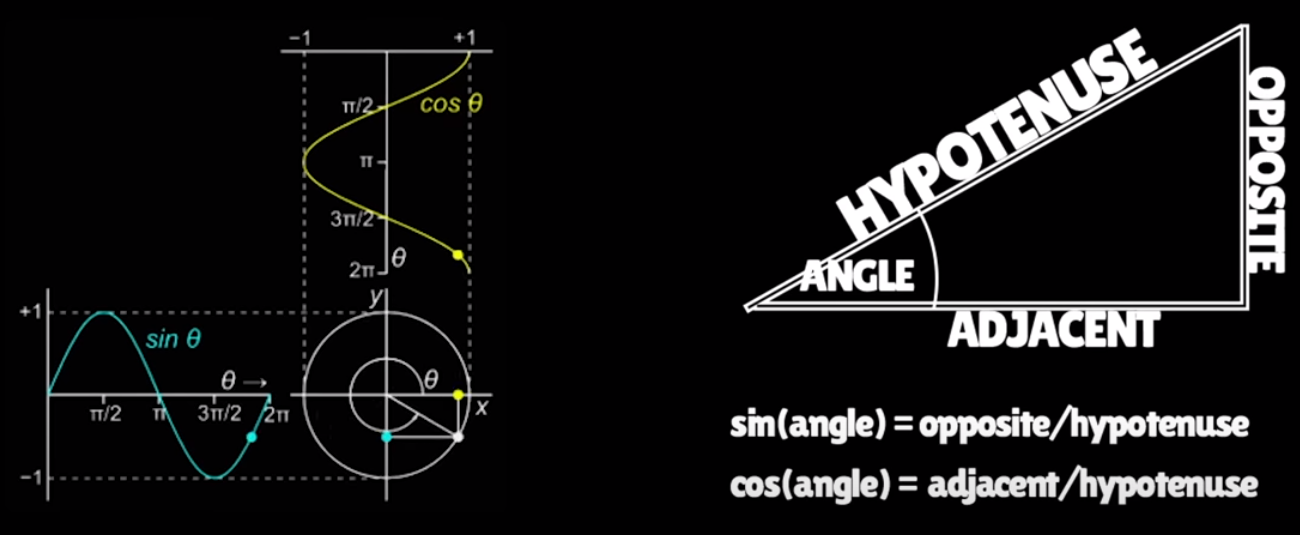 −1
+1
π/2
cos θ
π
3π/2
θ
2π
y
+1
sin θ
θ →
π/2
π
3π/2
2π
−1
θ
x
HYPOTENUSE
OPPOSITE
ANGLE
ADJACENT
sin(angle) = opposite/hypotenuse
cos(angle) = adjacent/hypotenuse